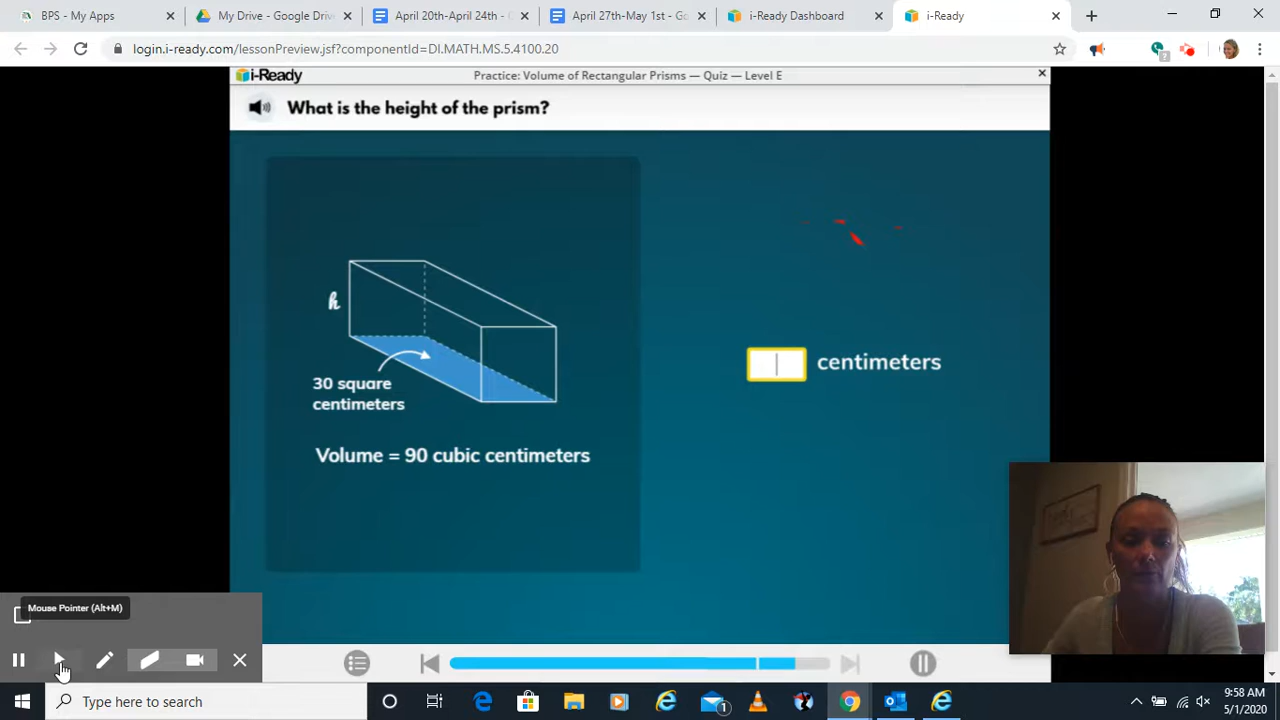 BPS - My Apps
My Drive - Google Drive
April 20th-April 24th - G
April 27th-May 1st - Go
i-Ready Dashboard
i-Ready
login.i-ready.com/lessonPreview.jsf?componentId=DI.MATH.MS.5.4100.20
i-Ready
Practice: Volume of Rectangular Prisms — Quiz — Level E
What is the height of the prism?
h
30 square
centimeters
Volume = 90 cubic centimeters
centimeters
Mouse Pointer (Alt+M)
Type here to search
1
9:58 AM
5/1/2020